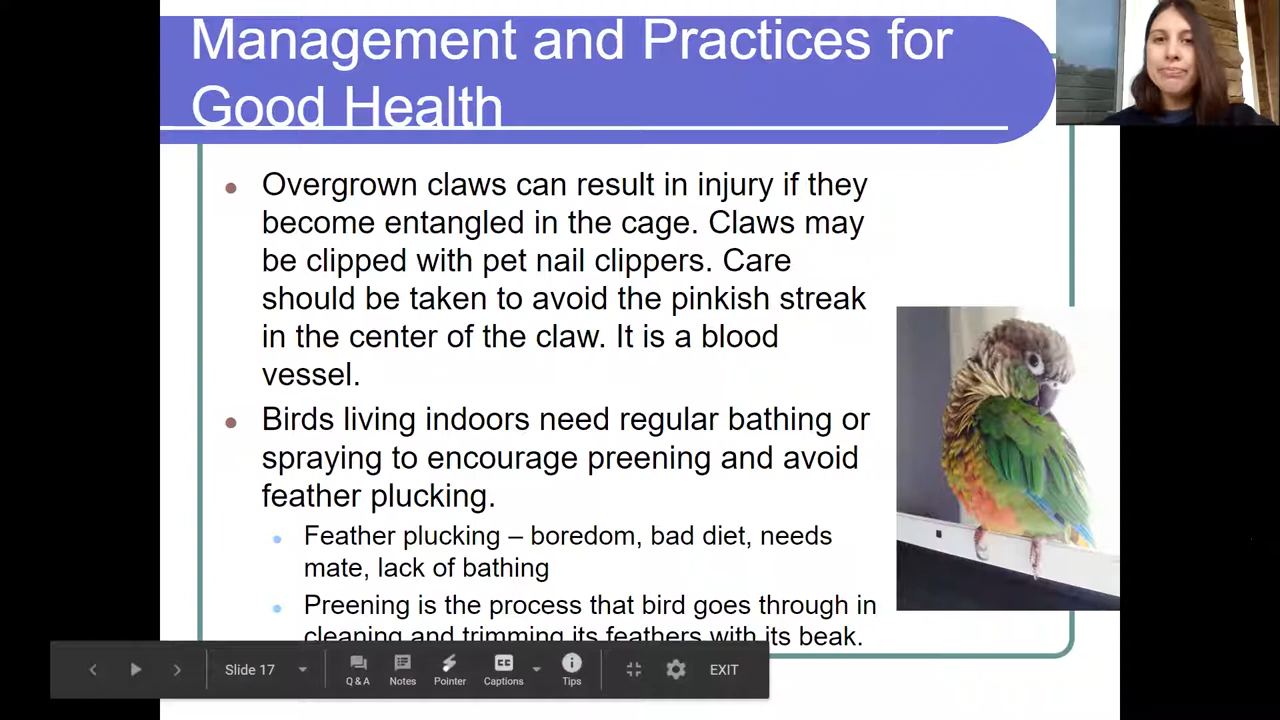 Management and Practices for
Good Health
Overgrown claws can result in injury if they
become entangled in the cage. Claws may
be clipped with pet nail clippers. Care
should be taken to avoid the pinkish streak
in the center of the claw. It is a blood
vessel.
Birds living indoors need regular bathing or
spraying to encourage preening and avoid
feather plucking.
Feather plucking – boredom, bad diet, needs
mate, lack of bathing
Preening is the process that bird goes through in
cleaning and trimming its feathers with its beak.
Slide 17
Q & A
Notes
Pointer
CC
Captions
Tips
EXIT